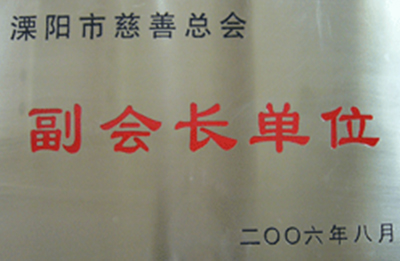 溧阳市慈善总会
副会长单位
二〇〇六年八月